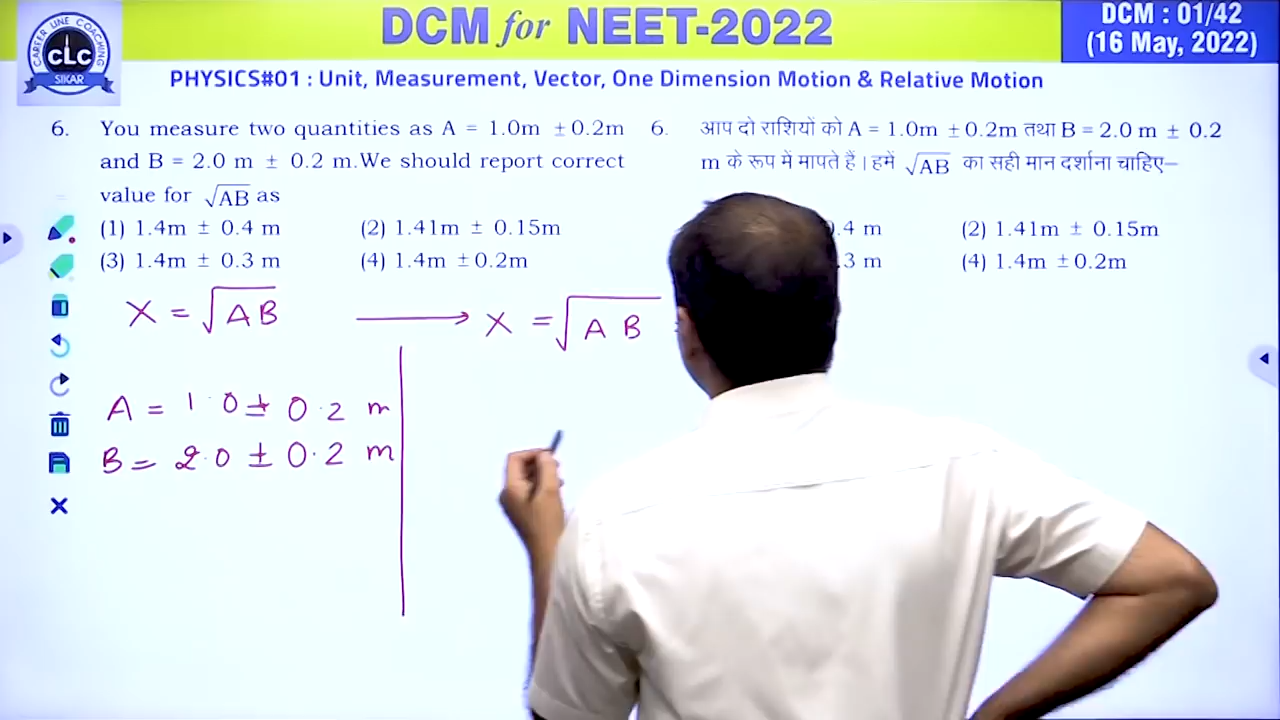 DCM for NEET-2022
DCM : 01/42
(16 May, 2022)
CAREER LINE COACHING
CLC
SIKAR
PHYSICS#01 : Unit, Measurement, Vector, One Dimension Motion & Relative Motion
6. You measure two quantities as A = 1.0m ±0.2m
and B = 2.0 m ± 0.2 m.We should report correct
value for √AB as
(1) 1.4m ± 0.4 m (2) 1.41m ± 0.15m
(3) 1.4m ± 0.3 m (4) 1.4m ±0.2m
6. आप दो राशियों को A = 1.0m ±0.2m तथा B = 2.0 m ± 0.2
m के रूप में मापते हैं। हमें √AB का सही मान दर्शाना चाहिए–
.4 m (2) 1.41m ± 0.15m
.3 m (4) 1.4m ±0.2m
X = √AB → X = √AB
A = 1.0 ± 0.2 m
B = 2.0 ± 0.2 m